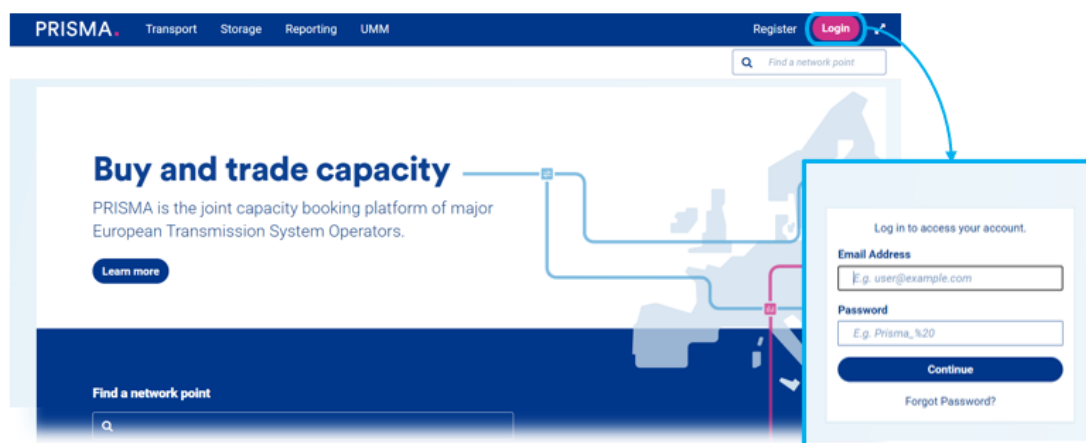 PRISMA. Transport Storage Reporting UMM Register Login
Find a network point
Buy and trade capacity
PRISMA is the joint capacity booking platform of major
European Transmission System Operators.
Learn more
Find a network point
Log in to access your account.
Email Address
E.g. user@example.com
Password
E.g. Prisma_%20
Continue
Forgot Password?